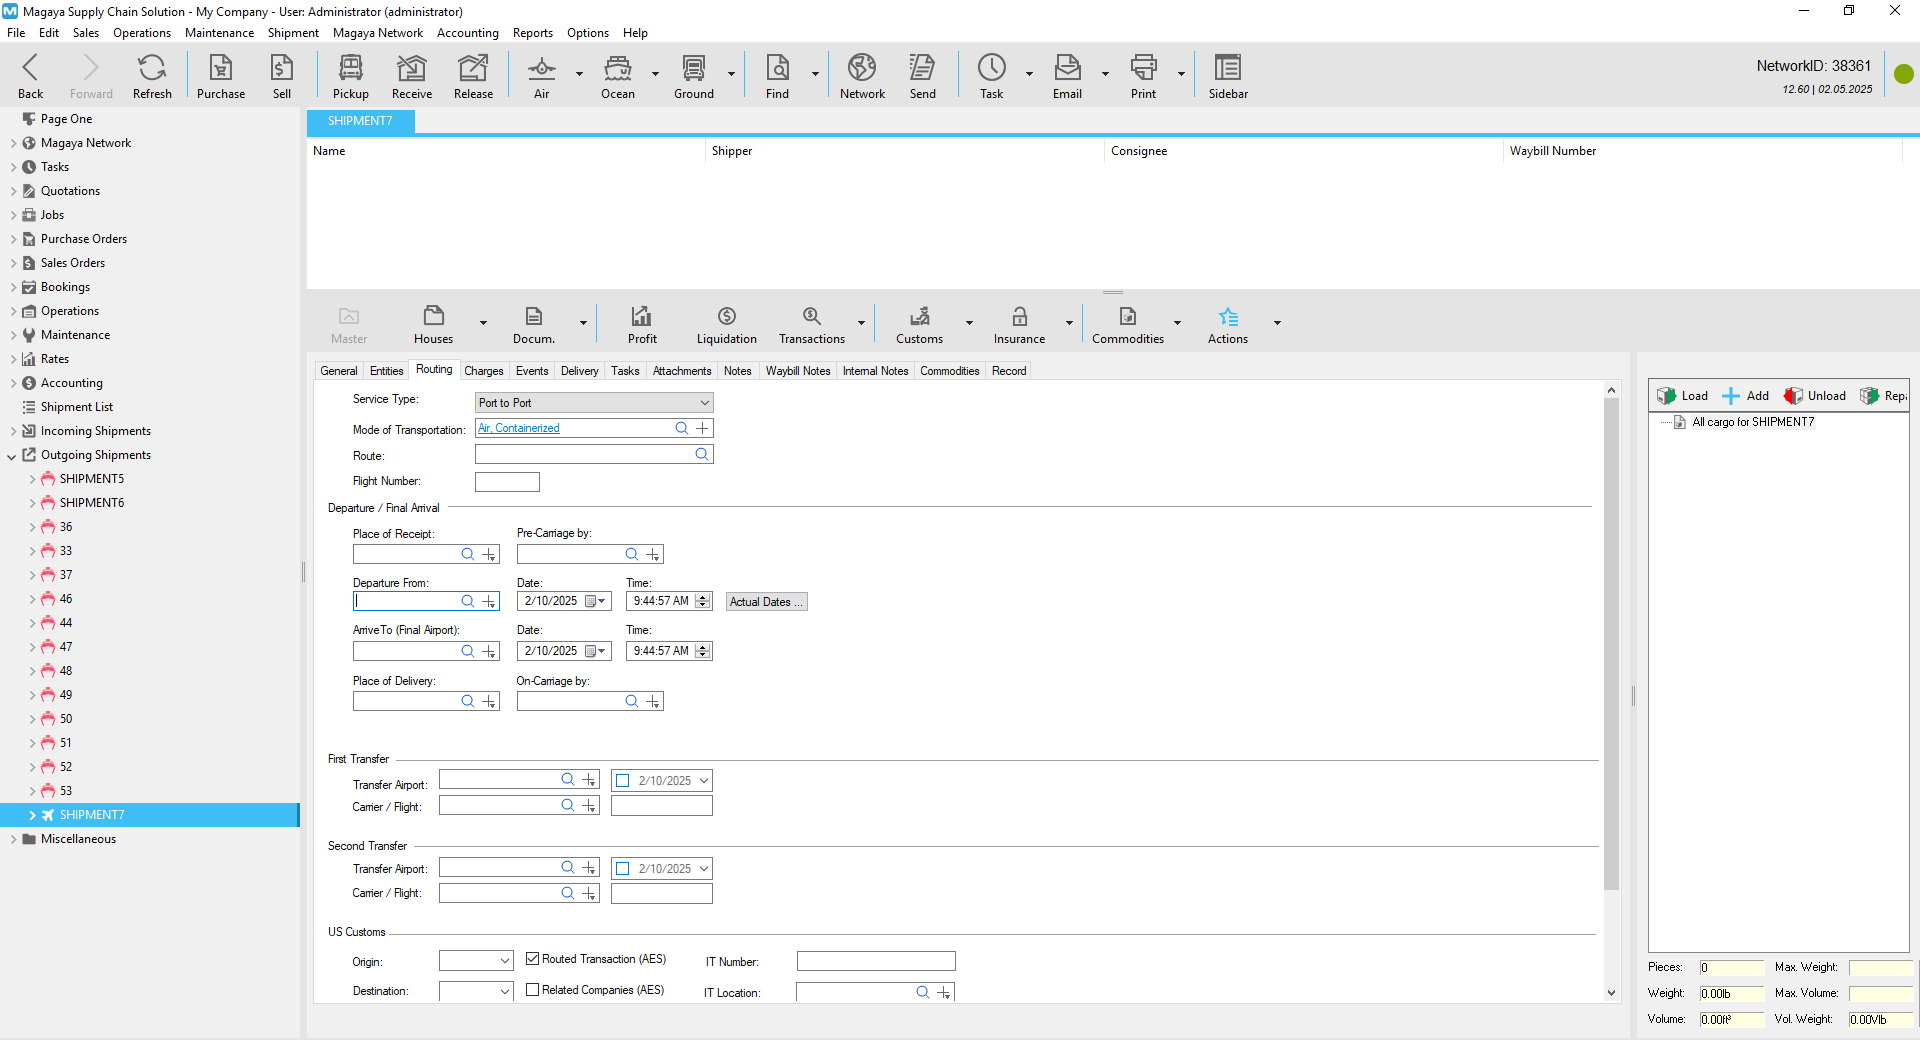 Magaya Supply Chain Solution - My Company - User: Administrator (administrator)
File Edit Sales Operations Maintenance Shipment Magaya Network Accounting Reports Options Help
Back Forward Refresh Purchase Sell Pickup Receive Release Air Ocean Ground Find Network Send Task Email Print Sidebar
NetworkID: 38361
12.60 | 02.05.2025
Page One
Magaya Network
Tasks
Quotations
Jobs
Purchase Orders
Sales Orders
Bookings
Operations
Maintenance
Rates
Accounting
Shipment List
Incoming Shipments
Outgoing Shipments
SHIPMENT5
SHIPMENT6
36
33
37
46
44
47
48
49
50
51
52
53
SHIPMENT7
Miscellaneous
SHIPMENT7
Name Shipper Consignee Waybill Number
Master Houses Docum. Profit Liquidation Transactions Customs Insurance Commodities Actions
General Entities Routing Charges Events Delivery Tasks Attachments Notes Waybill Notes Internal Notes Commodities Record
Service Type: Port to Port
Mode of Transportation: Air, Containerized
Route:
Flight Number:
Departure / Final Arrival
Place of Receipt: Pre-Carriage by:
Departure From: Date: Time:
2/10/2025 9:44:57 AM Actual Dates ...
Arrive To (Final Airport): Date: Time:
2/10/2025 9:44:57 AM
Place of Delivery: On-Carriage by:
First Transfer
Transfer Airport: 2/10/2025
Carrier / Flight:
Second Transfer
Transfer Airport: 2/10/2025
Carrier / Flight:
US Customs
Origin: Routed Transaction (AES) IT Number:
Destination: Related Companies (AES) IT Location:
Load Add Unload Repa
All cargo for SHIPMENT7
Pieces: 0 Max. Weight:
Weight: 0.00lb Max. Volume:
Volume: 0.00ft³ Vol. Weight: 0.00Vlb